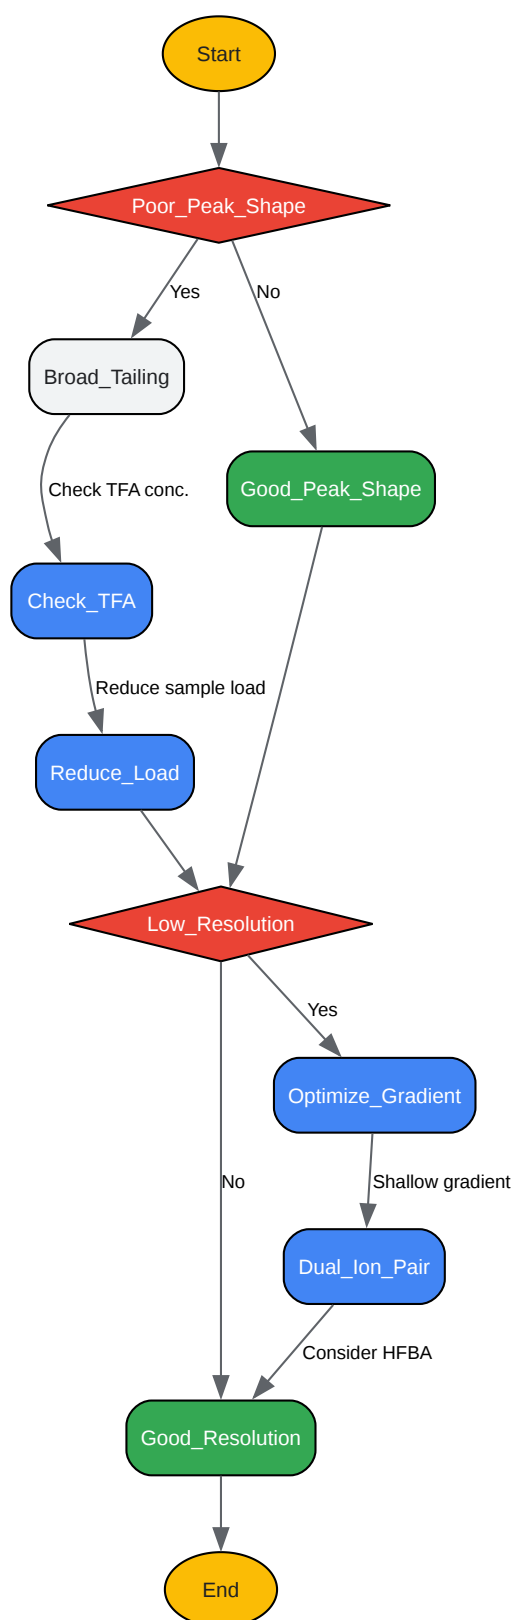 Start
Poor_Peak_Shape
Yes
No
Broad_Tailing
Check TFA conc.
Good_Peak_Shape
Check_TFA
Reduce sample load
Reduce_Load
Low_Resolution
Yes
Optimize_Gradient
No
Shallow gradient
Dual_Ion_Pair
Consider HFBA
Good_Resolution
End